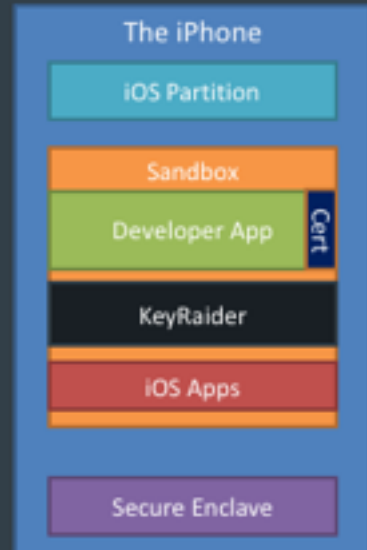 The iPhone
iOS Partition
Sandbox
Developer App
Cert
KeyRaider
iOS Apps
Secure Enclave